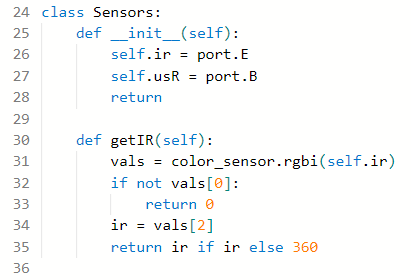 24 class Sensors:
25     def __init__(self):
26         self.ir = port.E
27         self.usR = port.B
28         return
29
30     def getIR(self):
31         vals = color_sensor.rgbi(self.ir)
32         if not vals[0]:
33             return 0
34         ir = vals[2]
35         return ir if ir else 360
36